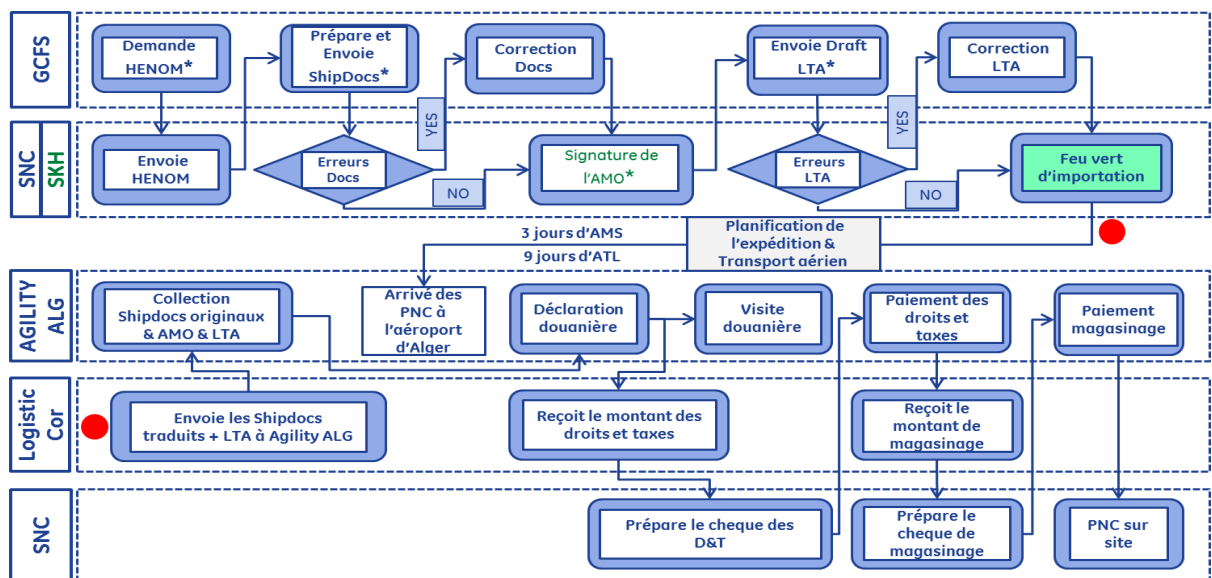 GCFS
Demande
HENOM*
Prépare et
Envoie
ShipDocs*
Correction
Docs
Envoie Draft
LTA*
Correction
LTA
YES
YES
SNC
SKH
Envoie
HENOM
Erreurs
Docs
NO
Signature de
l'AMO*
Erreurs
LTA
NO
Feu vert
d'importation
3 jours d'AMS
9 jours d'ATL
Planification de
l'expédition &
Transport aérien
AGILITY
ALG
Collection
Shipdocs originaux
& AMO & LTA
Arrivé des
PNC à
l'aéroport
d'Alger
Déclaration
douanière
Visite
douanière
Paiement des
droits et
taxes
Paiement
magasinage
Logistic
Cor
Envoie les Shipdocs
traduits + LTA à Agility ALG
Reçoit le montant des
droits et taxes
Reçoit le
montant de
magasinage
SNC
Prépare le cheque des
D&T
Prépare le
cheque de
magasinage
PNC sur
site